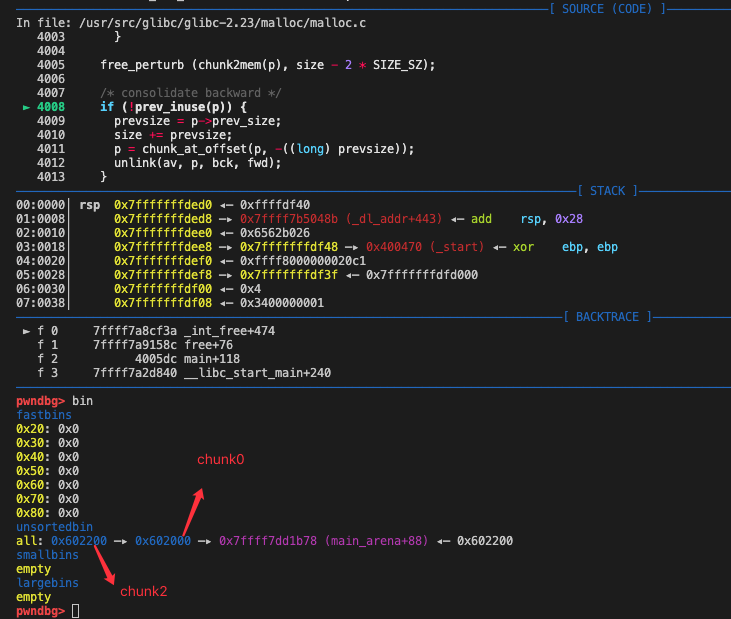 [ SOURCE (CODE) ]
In file: /usr/src/glibc/glibc-2.23/malloc/malloc.c
4003 }
4004
4005 free_perturb (chunk2mem(p), size - 2 * SIZE_SZ);
4006
4007 /* consolidate backward */
► 4008 if (!prev_inuse(p)) {
4009 prevsize = p->prev_size;
4010 size += prevsize;
4011 p = chunk_at_offset(p, -((long) prevsize));
4012 unlink(av, p, bck, fwd);
4013 }
[ STACK ]
00:0000│ rsp 0x7fffffffded0 ◂— 0xffffdf40
01:0008│ 0x7fffffffded8 —▸ 0x7ffff7b5048b (_dl_addr+443) ◂— add rsp, 0x28
02:0010│ 0x7fffffffdee0 ◂— 0x6562b026
03:0018│ 0x7fffffffdee8 —▸ 0x7fffffffdf48 —▸ 0x400470 (_start) ◂— xor ebp, ebp
04:0020│ 0x7fffffffdef0 ◂— 0xffff8000000020c1
05:0028│ 0x7fffffffdef8 —▸ 0x7fffffffdf3f ◂— 0x7fffffffdfd000
06:0030│ 0x7fffffffdf00 ◂— 0x4
07:0038│ 0x7fffffffdf08 ◂— 0x3400000001
[ BACKTRACE ]
► f 0 7ffff7a8cf3a _int_free+474
f 1 7ffff7a9158c free+76
f 2 4005dc main+118
f 3 7ffff7a2d840 __libc_start_main+240
pwndbg> bin
fastbins
0x20: 0x0
0x30: 0x0
0x40: 0x0
0x50: 0x0
0x60: 0x0
0x70: 0x0
0x80: 0x0
chunk0
unsortedbin
all: 0x602200 —▸ 0x602000 —▸ 0x7ffff7dd1b78 (main_arena+88) ◂— 0x602200
smallbins
empty
largebins
chunk2
empty
pwndbg>